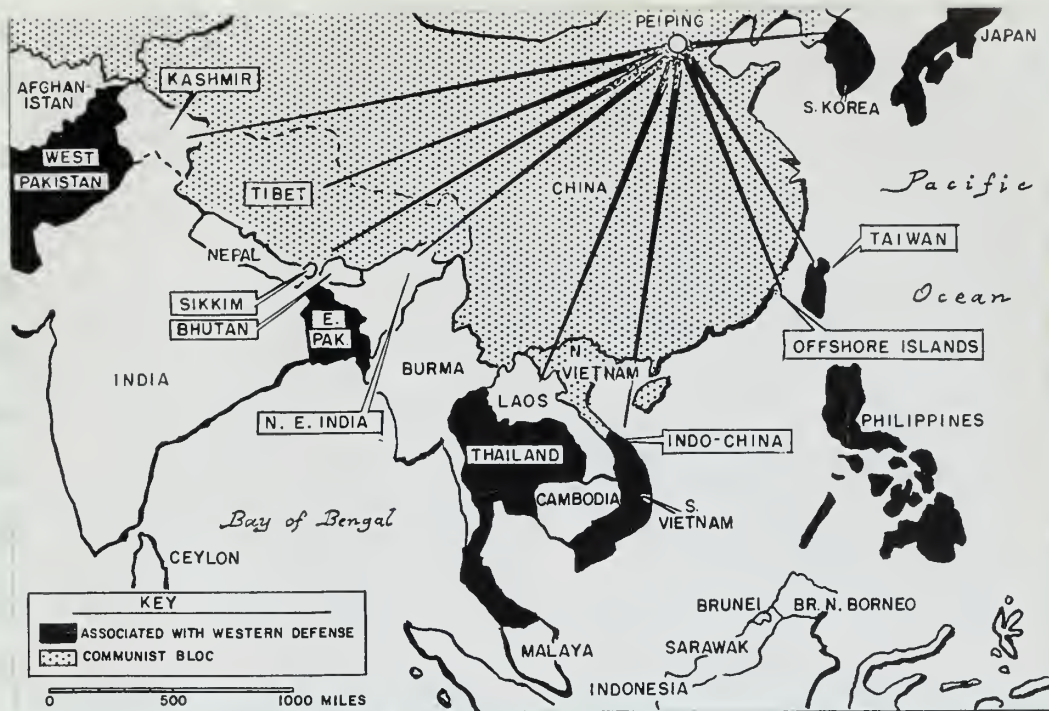 PEIPING
JAPAN
KASHMIR
AFGHAN-
ISTAN
S. KOREA
WEST
PAKISTAN
TIBET
CHINA
Pacific
NEPAL
TAIWAN
SIKKIM
Ocean
BHUTAN
E.
PAK.
OFFSHORE ISLANDS
N.
VIETNAM
BURMA
INDIA
LAOS
N. E. INDIA
PHILIPPINES
INDO-CHINA
THAILAND
CAMBODIA
S.
VIETNAM
Bay of Bengal
CEYLON
KEY
ASSOCIATED WITH WESTERN DEFENSE
COMMUNIST BLOC
0 500 1000 MILES
BRUNEI
BR. N. BORNEO
SARAWAK
MALAYA
INDONESIA